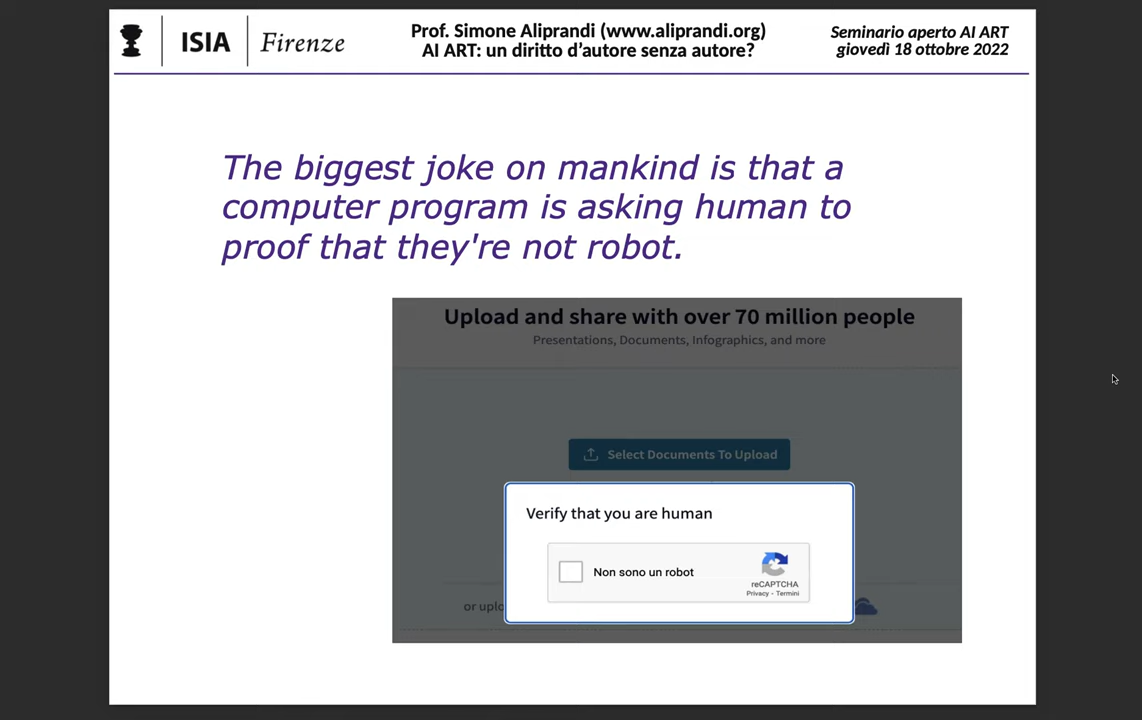 ISIA
Firenze
Prof. Simone Aliprandi (www.aliprandi.org)
AI ART: un diritto d'autore senza autore?
Seminario aperto AI ART
giovedì 18 ottobre 2022
The biggest joke on mankind is that a
computer program is asking human to
proof that they're not robot.
Upload and share with over 70 million people
Presentations, Documents, Infographics, and more
Select Documents To Upload
Verify that you are human
Non sono un robot
reCAPTCHA
Privacy - Termini
or uplo